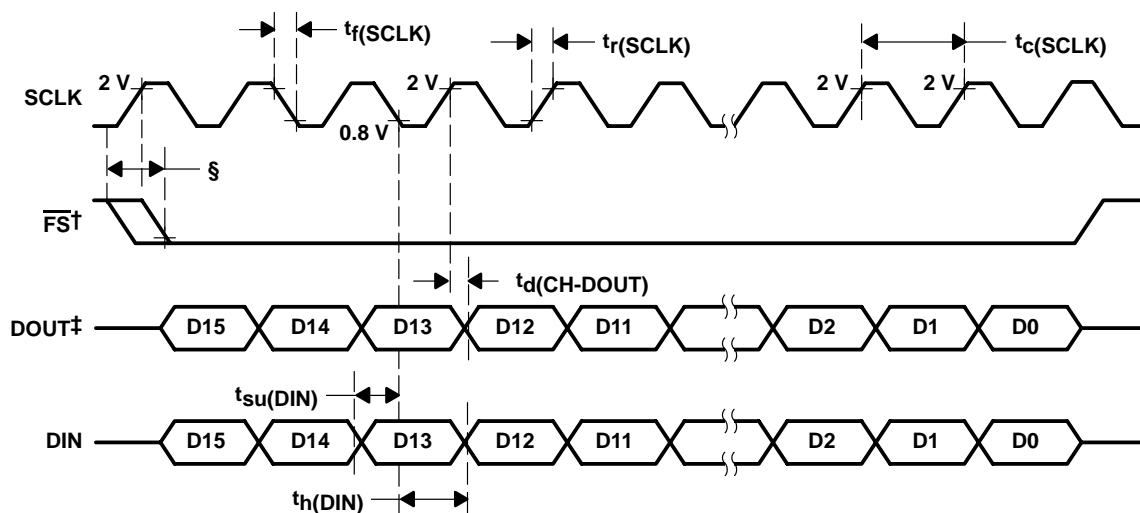 tf(SCLK)
tr(SCLK)
tc(SCLK)
SCLK
2 V
2 V
2 V
2 V
0.8 V
§
FS†
td(CH-DOUT)
DOUT‡
D15
D14
D13
D12
D11
D2
D1
D0
tsu(DIN)
DIN
D15
D14
D13
D12
D11
D2
D1
D0
th(DIN)